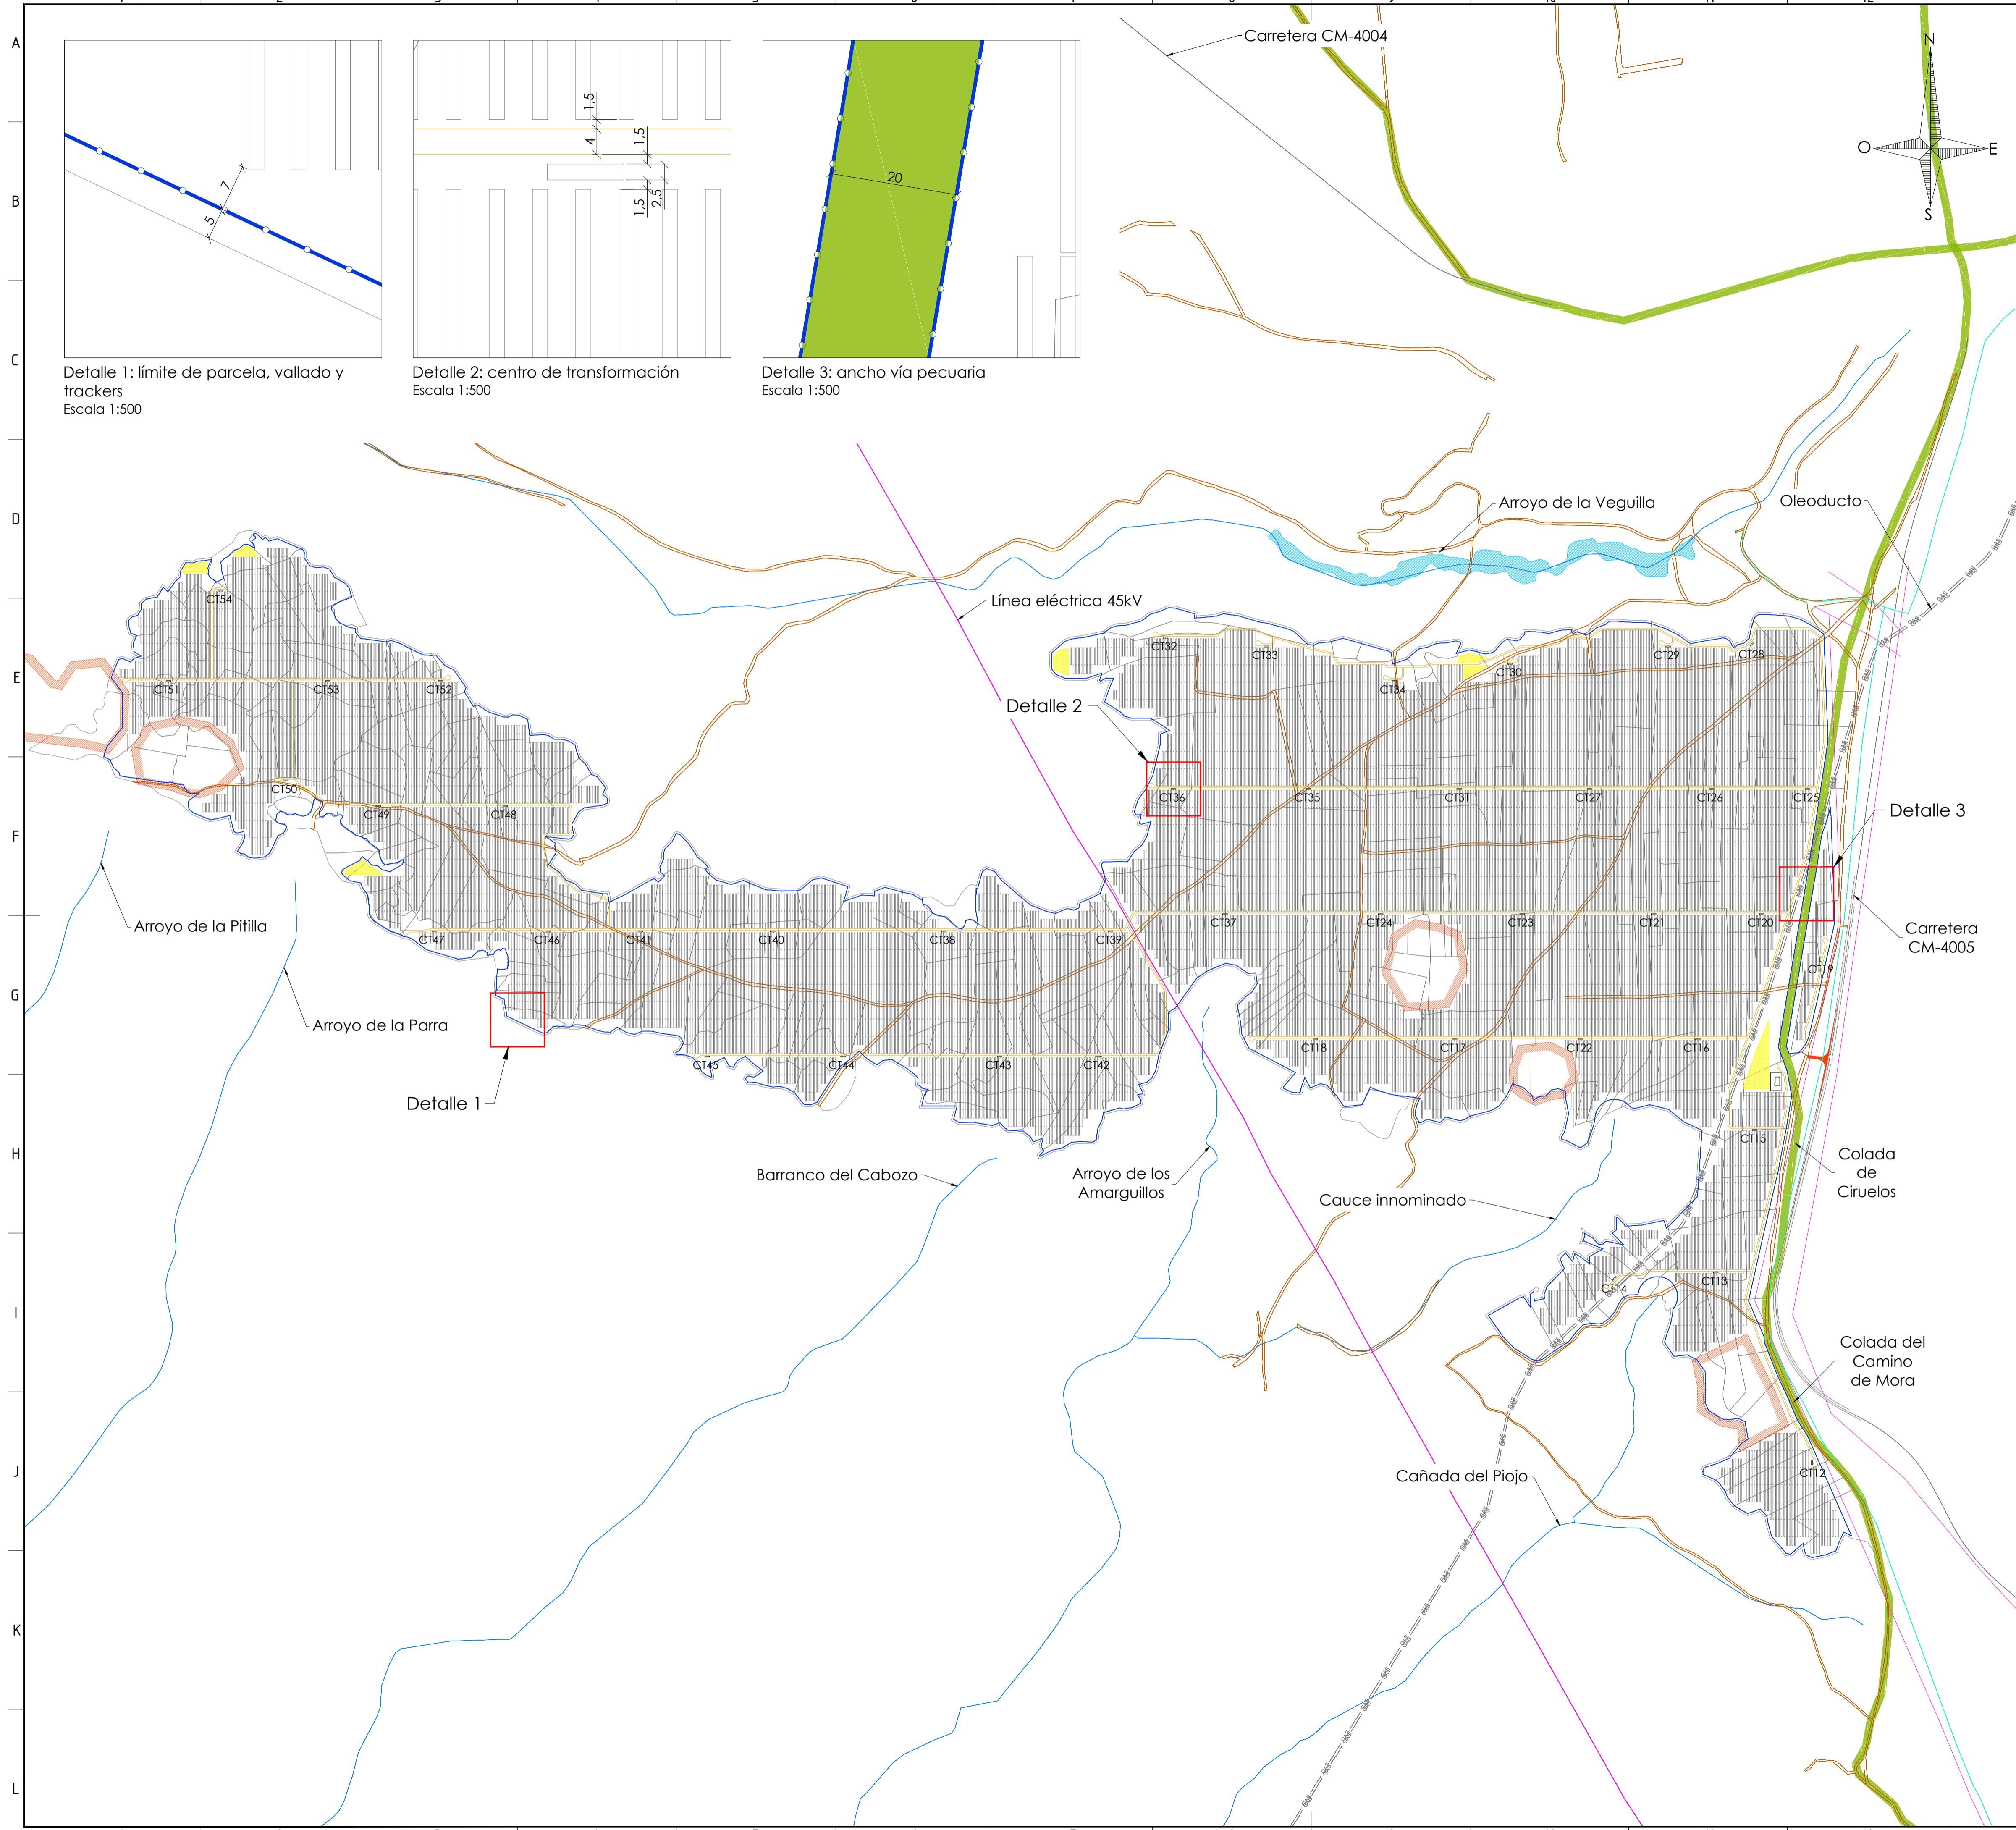 A
B
C
D
E
F
G
H
I
J
K
L
7
5
Detalle 1: límite de parcela, vallado y
trackers
Escala 1:500
1,5
4
1,5
1,5
2,5
Detalle 2: centro de transformación
Escala 1:500
20
Detalle 3: ancho vía pecuaria
Escala 1:500
Carretera CM-4004
N
O
E
S
Arroyo de la Veguilla
Oleoducto
Línea eléctrica 45kV
CT54
CT51
CT53
CT52
CT50
CT49
CT48
CT47
CT46
CT41
CT40
CT38
CT39
CT45
CT44
CT43
CT42
CT32
CT33
CT34
CT30
CT29
CT28
Detalle 2
CT36
CT35
CT31
CT27
CT26
CT25
Detalle 3
CT37
CT24
CT23
CT21
CT20
CT19
Carretera
CM-4005
CT18
CT17
CT22
CT16
CT15
CT14
CT13
CT12
Arroyo de la Pitilla
Arroyo de la Parra
Detalle 1
Barranco del Cabozo
Arroyo de los
Amarguillos
Cauce innominado
Colada
de
Ciruelos
Colada del
Camino
de Mora
Cañada del Piojo